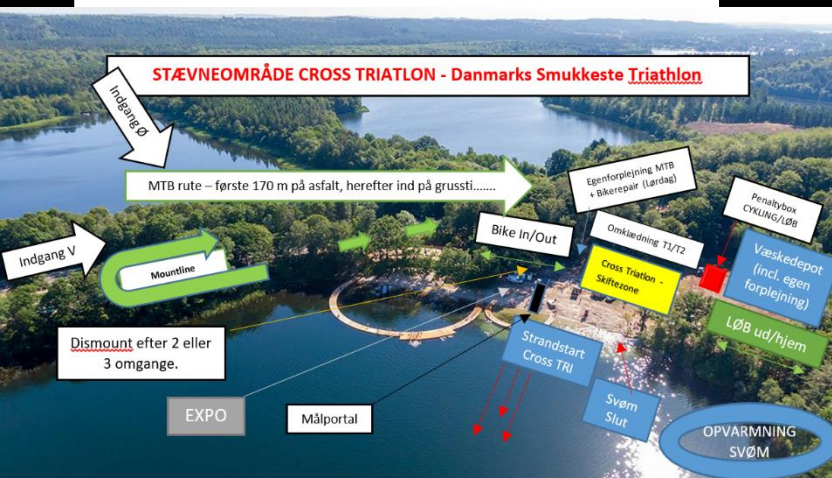 STÆVNEOMRÅDE CROSS TRIATLON - Danmarks Smukkeste Triathlon
Indgang Ø
MTB rute – første 170 m på asfalt, herefter ind på grussti.......
Egenforplejning MTB
+ Bikerepair (Lørdag)
Penaltybox
CYKLING/LØB
Indgang V
Mountline
Bike In/Out
Omklædning T1/T2
Cross Triatlon -
Skiftezone
Væskedepot
(incl. egen
forplejning)
LØB ud/hjem
Dismount efter 2 eller
3 omgange.
Strandstart
Cross TRI
EXPO
Målportal
Svøm
Slut
OPVARMNING
SVØM